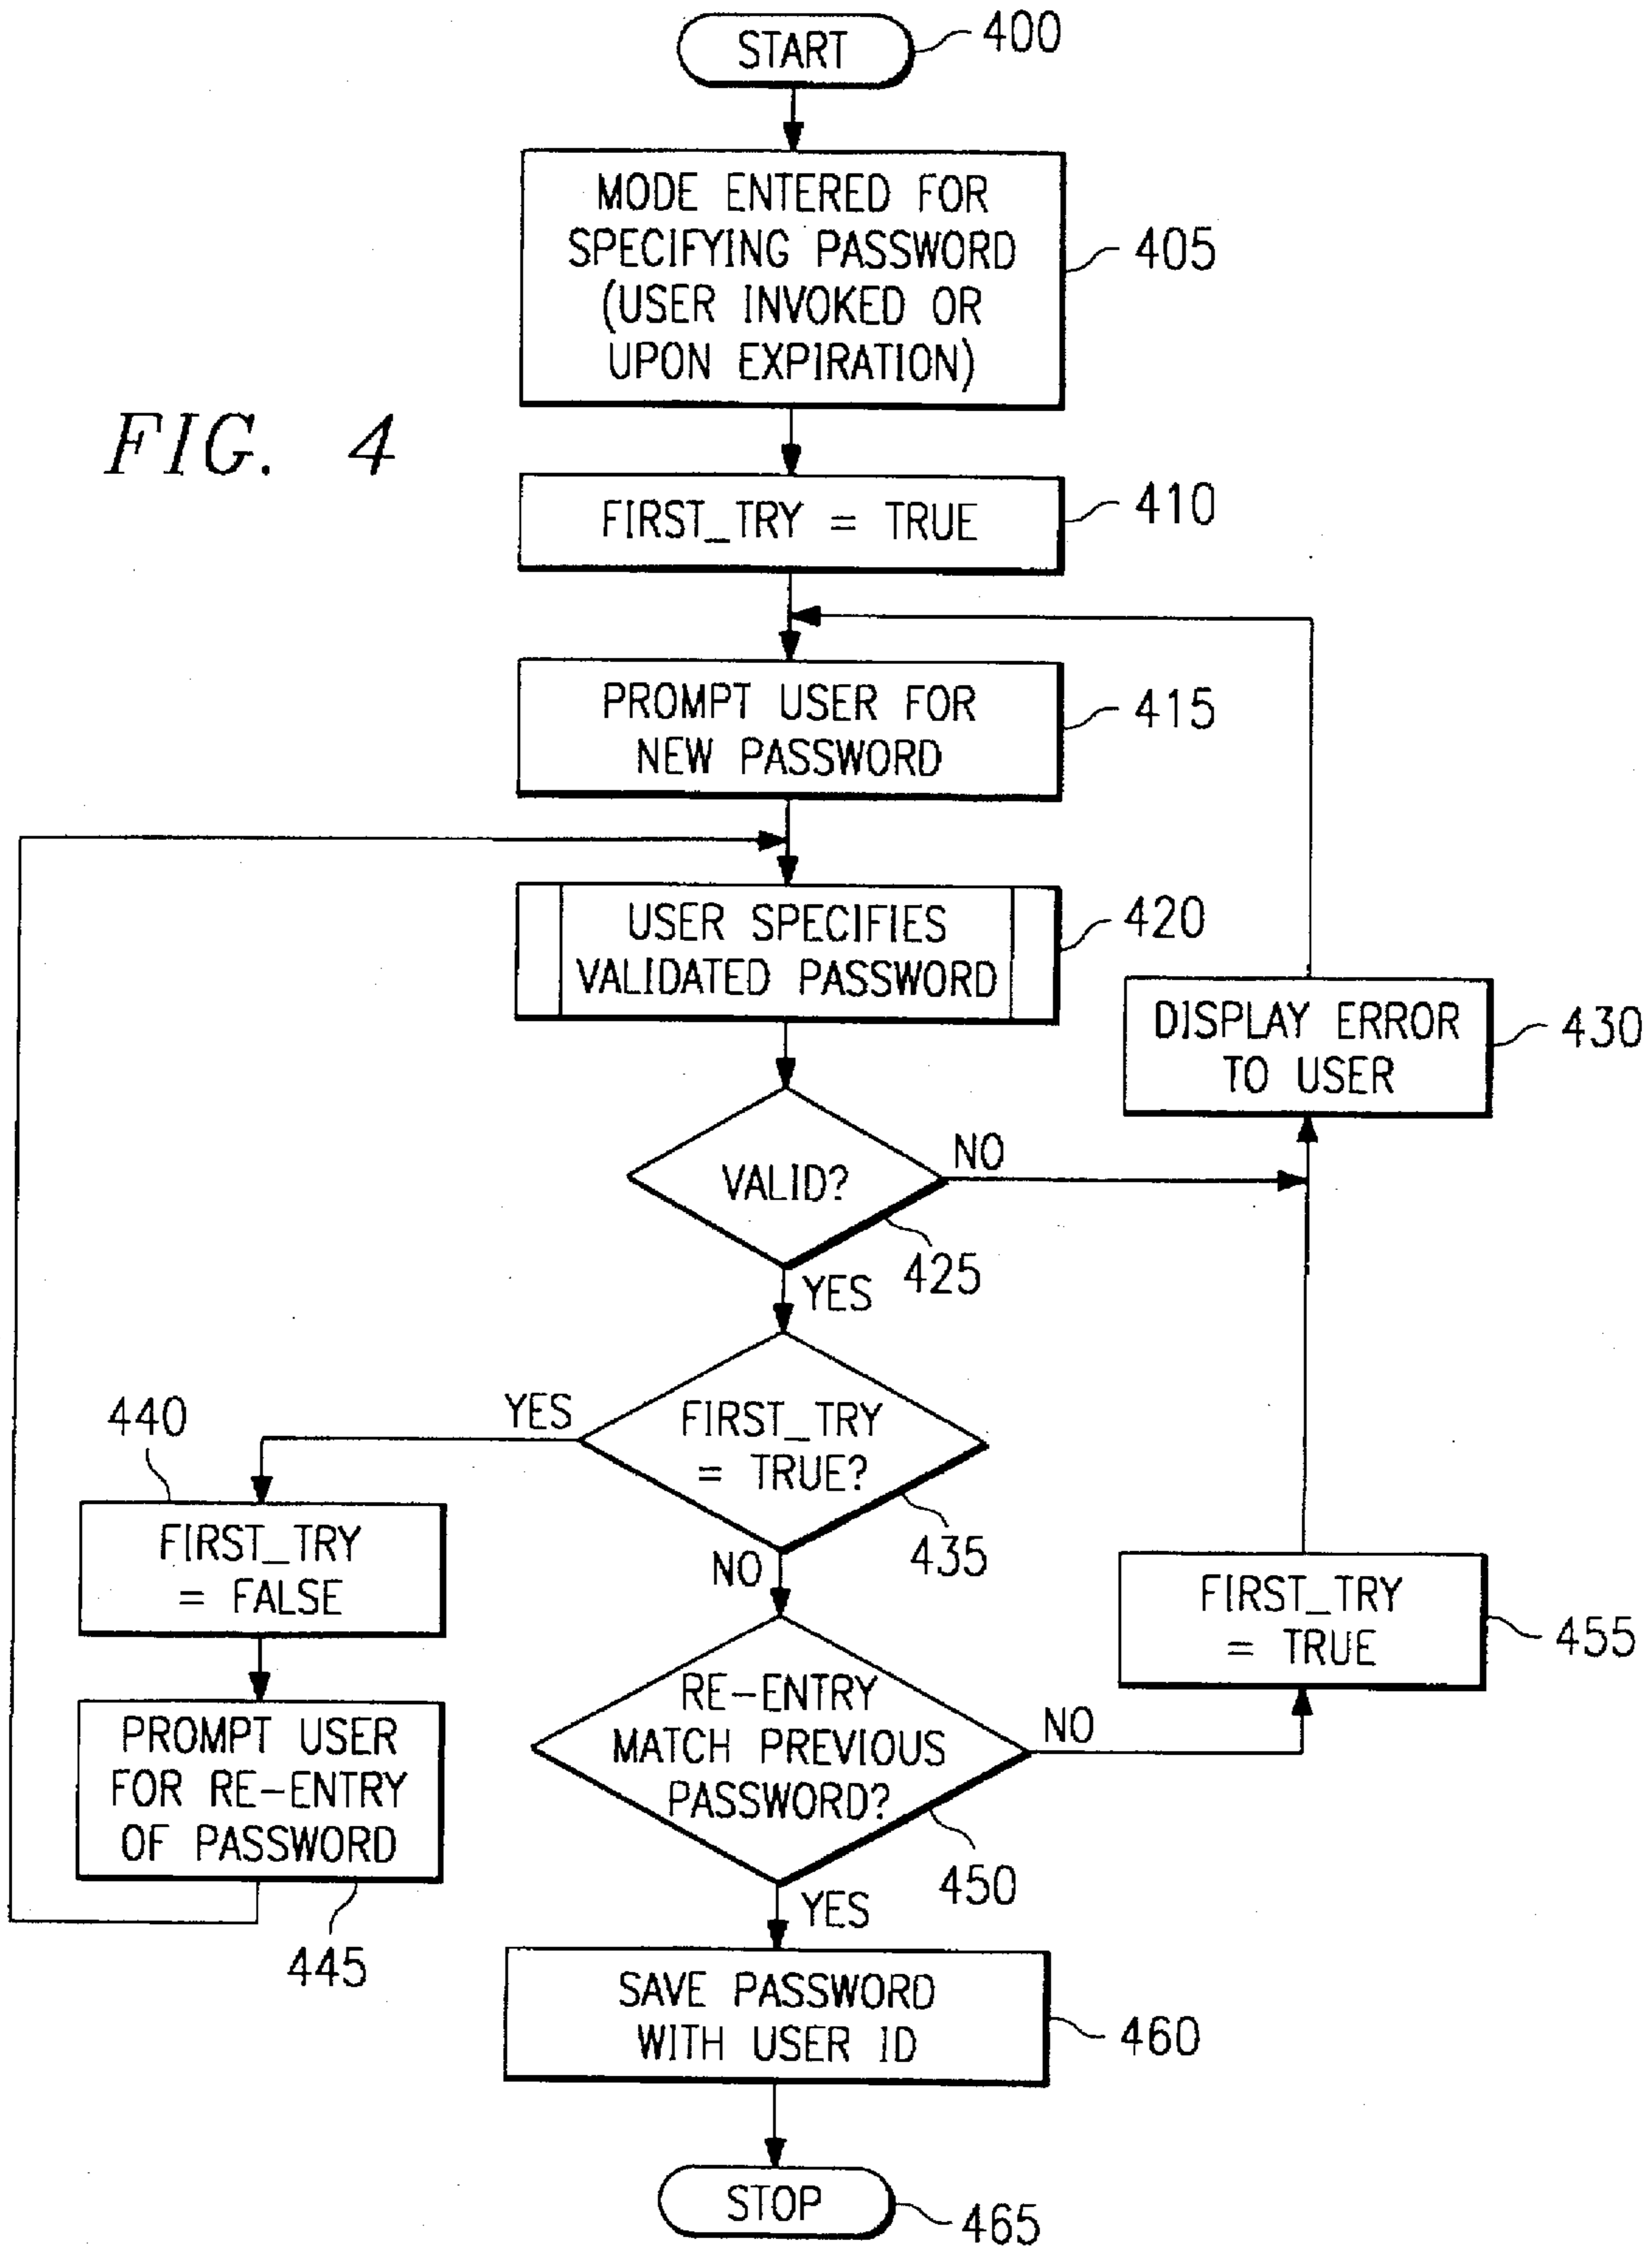 START
400
MODE ENTERED FOR
SPECIFYING PASSWORD
(USER INVOKED OR
UPON EXPIRATION)
405
FIG. 4
FIRST_TRY = TRUE
410
PROMPT USER FOR
NEW PASSWORD
415
USER SPECIFIES
VALIDATED PASSWORD
420
DISPLAY ERROR
TO USER
430
VALID?
NO
425
YES
FIRST_TRY
= TRUE?
YES
435
NO
440
FIRST_TRY
= FALSE
PROMPT USER
FOR RE-ENTRY
OF PASSWORD
445
RE-ENTRY
MATCH PREVIOUS
PASSWORD?
NO
450
YES
FIRST_TRY
= TRUE
455
SAVE PASSWORD
WITH USER ID
460
STOP
465